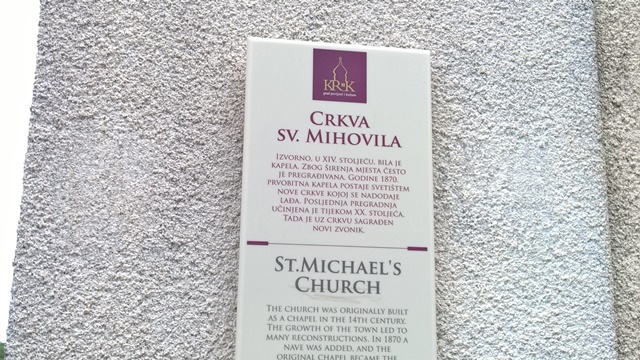 KRK
grad povijesti i kulture
CRKVA
SV. MIHOVILA
IZVORNO, U XIV. STOLJEĆU, BILA JE
KAPELA. ZBOG ŠIRENJA MJESTA ČESTO
JE PREGRAĐIVANA. GODINE 1870.
PRVOBITNA KAPELA POSTAJE SVETIŠTEM
NOVE CRKVE KOJOJ SE NADODAJE
LAĐA. POSLJEDNJA PREGRADNJA
UČINJENA JE TIJEKOM XX. STOLJEĆA,
TADA JE UZ CRKVU SAGRAĐEN
NOVI ZVONIK.
ST.MICHAEL'S
CHURCH
THE CHURCH WAS ORIGINALLY BUILT
AS A CHAPEL IN THE 14TH CENTURY.
THE GROWTH OF THE TOWN LED TO
MANY RECONSTRUCTIONS. IN 1870 A
NAVE WAS ADDED, AND THE
ORIGINAL CHAPEL BECAME THE